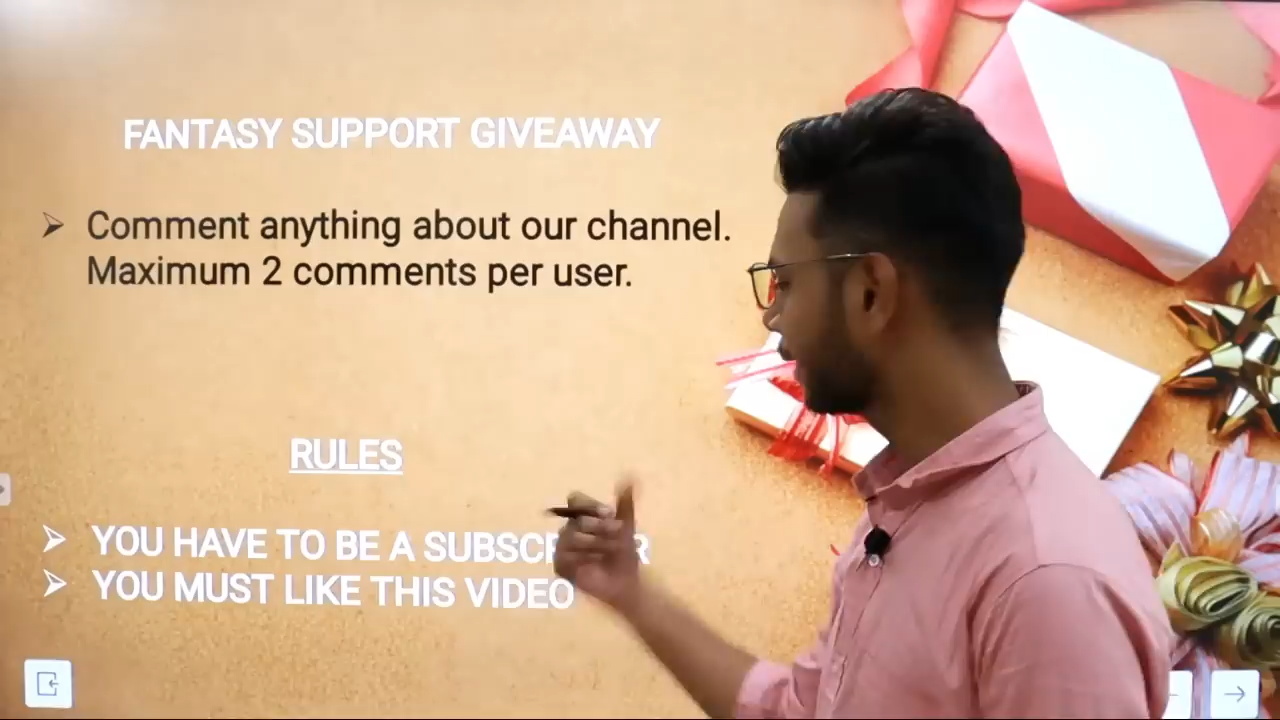 FANTASY SUPPORT GIVEAWAY
Comment anything about our channel.
Maximum 2 comments per user.
RULES
YOU HAVE TO BE A
YOU MUST LIKE THIS VIDEO